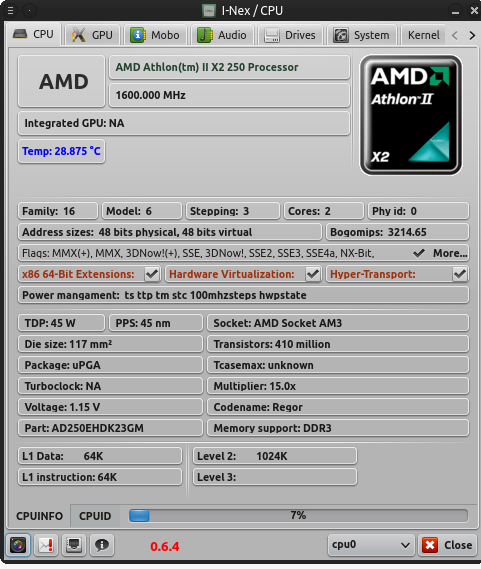 I-Nex / CPU
CPU GPU Mobo Audio Drives System Kernel
AMD
AMD Athlon(tm) II X2 250 Processor
1600.000 MHz
Integrated GPU: NA
Temp: 28.875 °C
AMD
Athlon-II
X2
Family: 16 Model: 6 Stepping: 3 Cores: 2 Phy id: 0
Address sizes: 48 bits physical, 48 bits virtual Bogomips: 3214.65
Flags: MMX(+), MMX, 3DNow!(+), SSE, 3DNow!, SSE2, SSE3, SSE4a, NX-Bit, More...
x86 64-Bit Extensions: Hardware Virtualization: Hyper-Transport:
Power mangament: ts ttp tm stc 100mhzsteps hwpstate
TDP: 45 W PPS: 45 nm Socket: AMD Socket AM3
Die size: 117 mm² Transistors: 410 million
Package: uPGA Tcasemax: unknown
Turboclock: NA Multiplier: 15.0x
Voltage: 1.15 V Codename: Regor
Part: AD250EHDK23GM Memory support: DDR3
L1 Data: 64K Level 2: 1024K
L1 instruction: 64K Level 3:
CPUINFO CPUID 7%
0.6.4 cpu0 Close